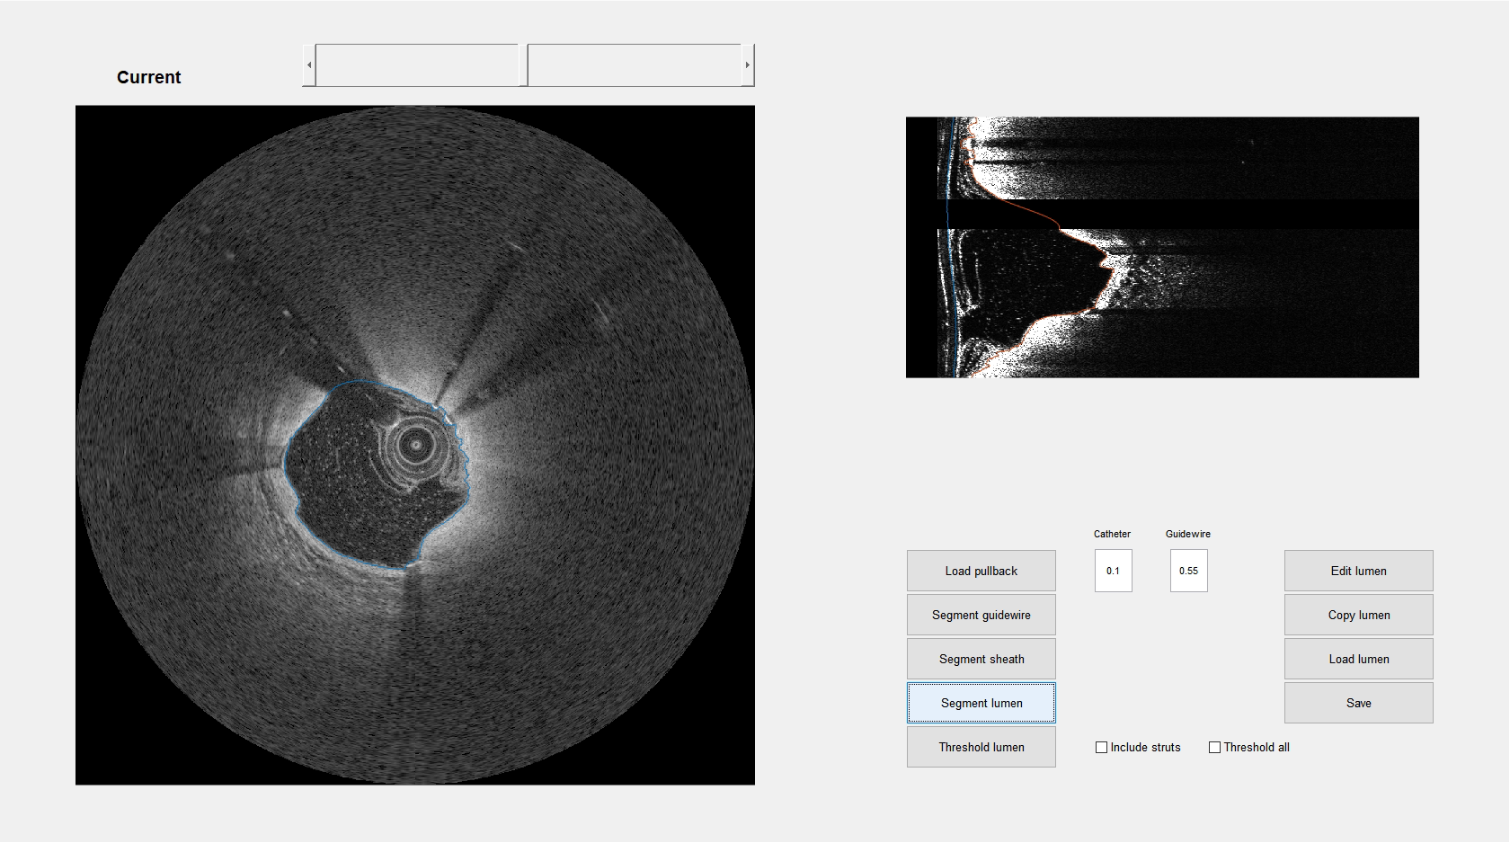 Current
Catheter Guidewire
Load pullback 0.1 0.55 Edit lumen
Segment guidewire Copy lumen
Segment sheath Load lumen
Segment lumen Save
Threshold lumen Include struts Threshold all